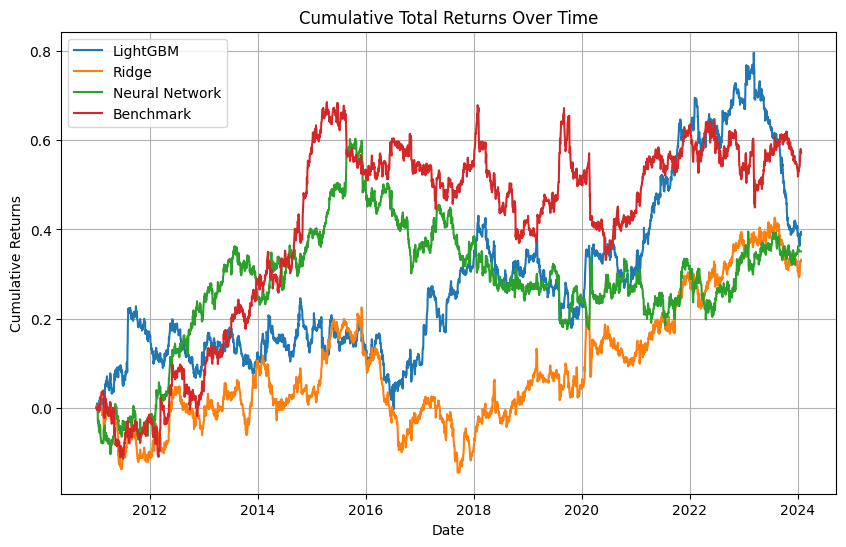 Cumulative Total Returns Over Time
LightGBM
Ridge
Neural Network
Benchmark
Cumulative Returns
0.8
0.6
0.4
0.2
0.0
2012 2014 2016 2018 2020 2022 2024
Date